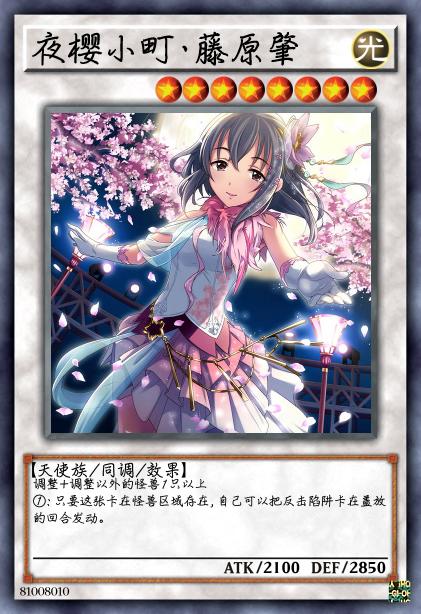 夜樱小町·藤原肇
光
【天使族/同调/效果】
调整＋调整以外的怪兽1只以上
①：只要这张卡在怪兽区域存在，自己可以把反击陷阱卡在盖放
的回合发动。
ATK/2100 DEF/2850
81008010